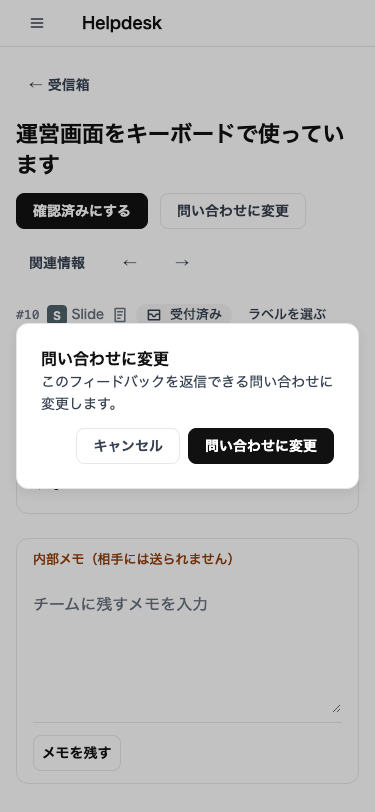 Helpdesk
← 受信箱
運営画面をキーボードで使ってい
ます
確認済みにする
問い合わせに変更
関連情報
←
→
#10 S Slide 受付済み ラベルを選ぶ
問い合わせに変更
このフィードバックを返信できる問い合わせに
変更します。
キャンセル
問い合わせに変更
内部メモ（相手には送られません）
チームに残すメモを入力
メモを残す